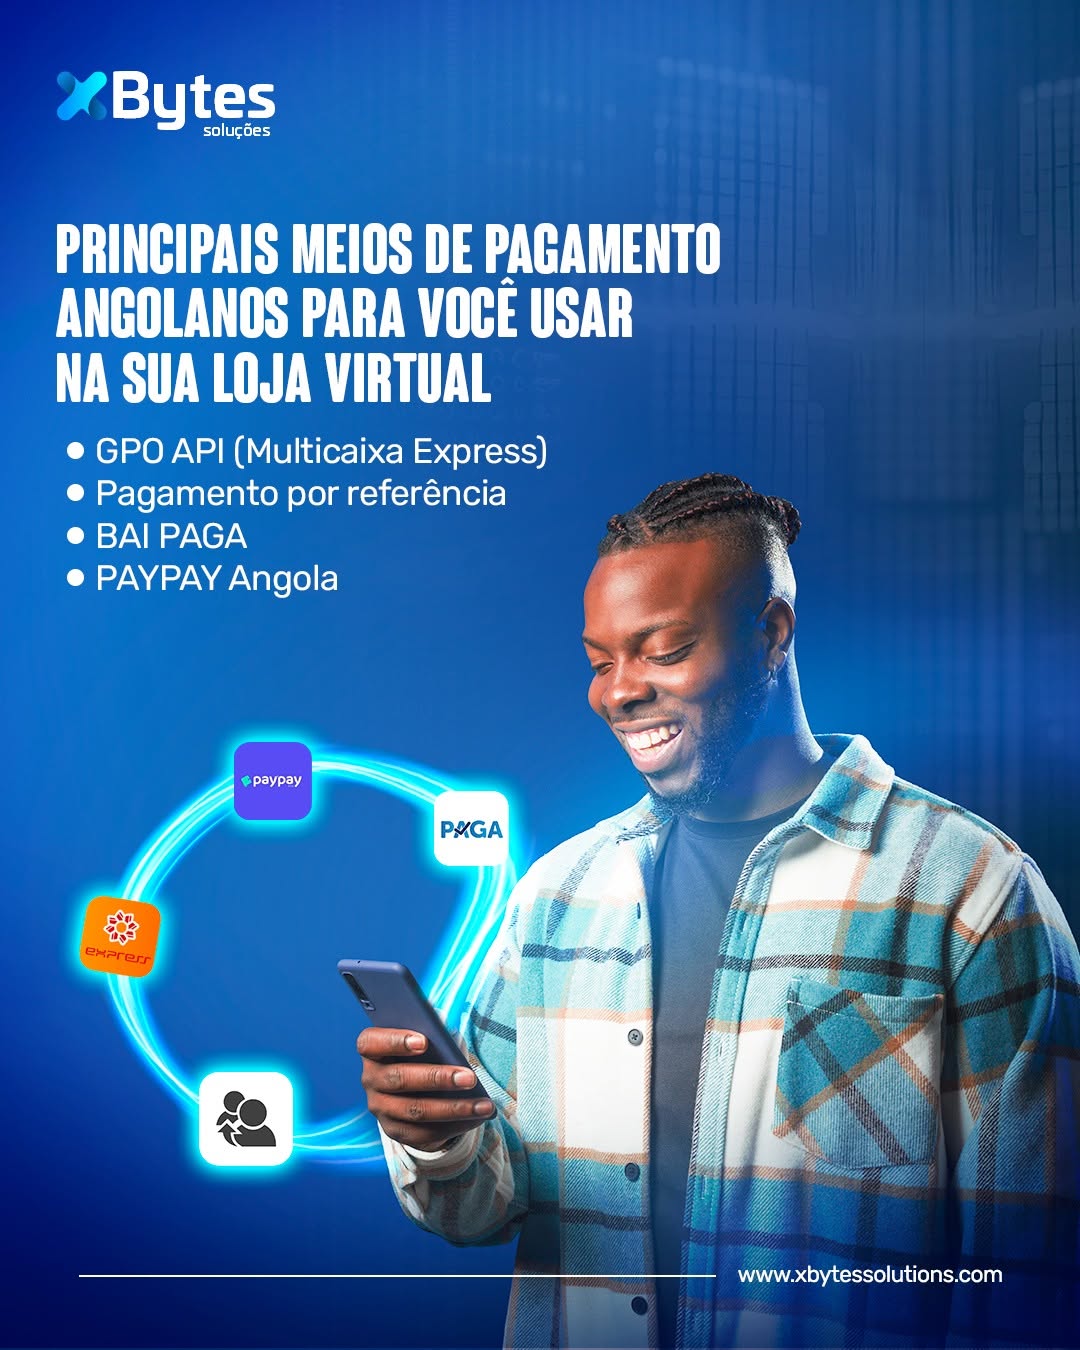 xBytes
soluções
PRINCIPAIS MEIOS DE PAGAMENTO
ANGOLANOS PARA VOCÊ USAR
NA SUA LOJA VIRTUAL
• GPO API (Multicaixa Express)
• Pagamento por referência
• BAI PAGA
• PAYPAY Angola
paypay
PAGA
express
www.xbytessolutions.com